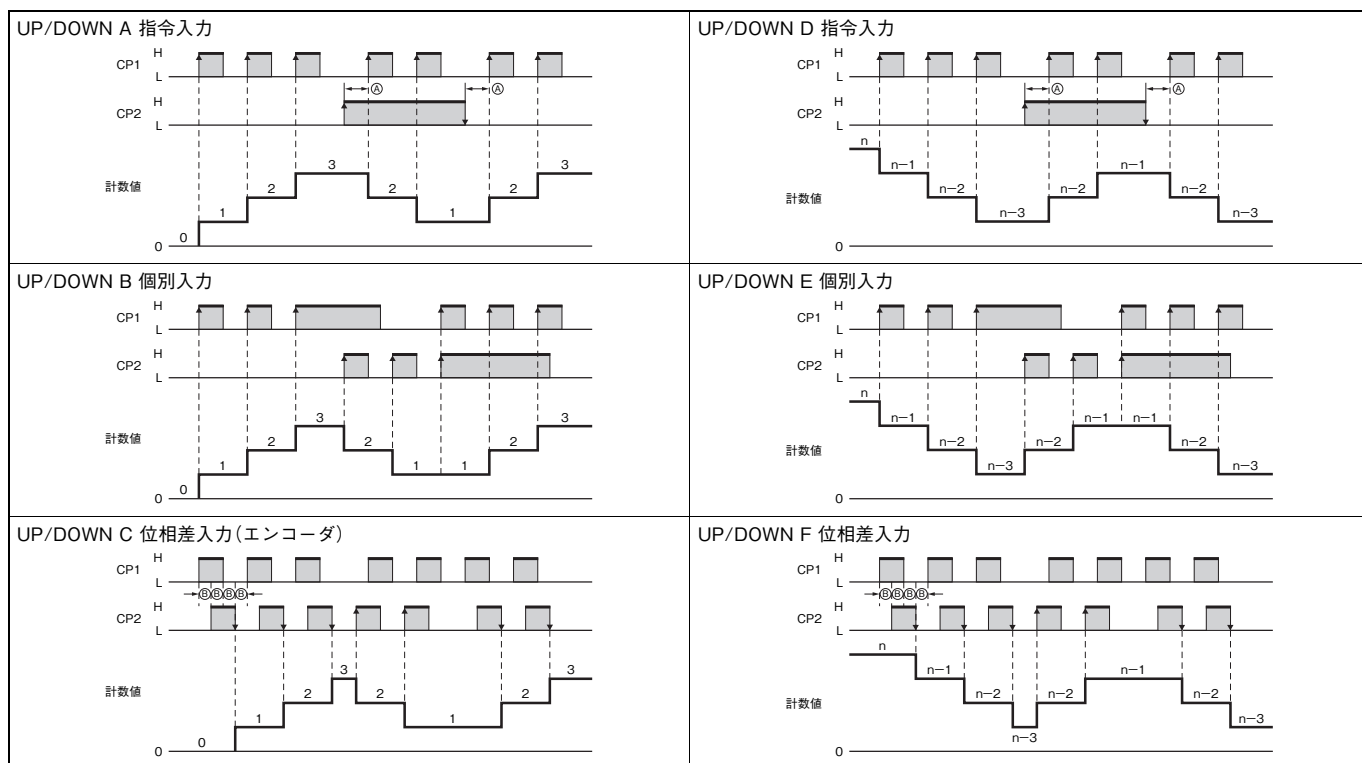 UP/DOWN A 指令入力
CP1 H L
Ⓐ Ⓐ
CP2 H L
計数値
0 1 2 3 2 1 2 3
0
UP/DOWN D 指令入力
CP1 H L
Ⓐ Ⓐ
CP2 H L
計数値
n n−1 n−2 n−3 n−2 n−1 n−2 n−3
0
UP/DOWN B 個別入力
CP1 H L
CP2 H L
計数値
0 1 2 3 2 1 1 2 3
0
UP/DOWN E 個別入力
CP1 H L
CP2 H L
計数値
n n−1 n−2 n−3 n−2 n−1 n−1 n−2 n−3
0
UP/DOWN C 位相差入力(エンコーダ)
CP1 H L
Ⓑ Ⓑ Ⓑ Ⓑ
CP2 H L
計数値
0 1 2 3 2 1 2 3
0
UP/DOWN F 位相差入力
CP1 H L
Ⓑ Ⓑ Ⓑ Ⓑ
CP2 H L
計数値
n n−1 n−2 n−3 n−2 n−1 n−2 n−3
0